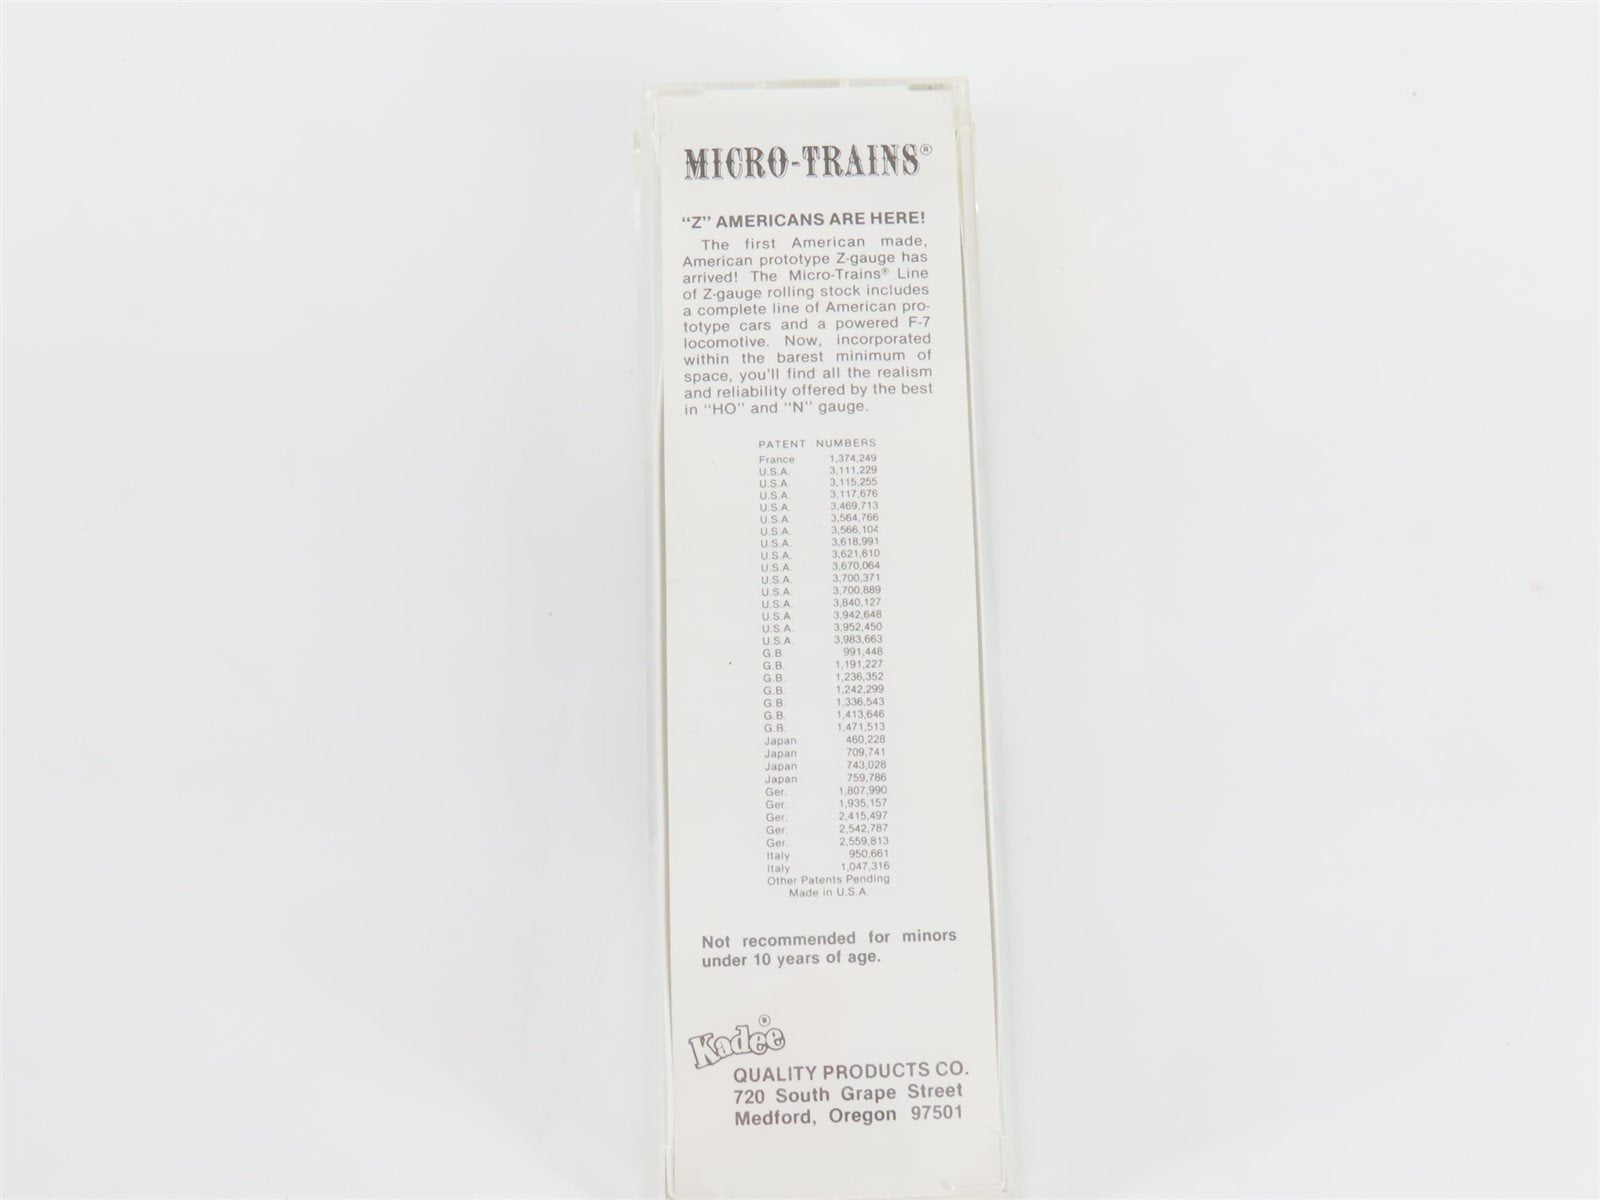 MICRO-TRAINS®
"Z" AMERICANS ARE HERE!
The first American made,
American prototype Z-gauge has
arrived! The Micro-Trains® Line
of Z-gauge rolling stock includes
a complete line of American pro-
totype cars and a powered F-7
locomotive. Now, incorporated
within the barest minimum of
space, you'll find all the realism
and reliability offered by the best
in "HO" and "N" gauge.
PATENT NUMBERS
France 1,374,249
U.S.A. 3,111,229
U.S.A. 3,115,255
U.S.A. 3,117,676
U.S.A. 3,469,713
U.S.A. 3,564,766
U.S.A. 3,566,104
U.S.A. 3,618,991
U.S.A. 3,621,610
U.S.A. 3,670,064
U.S.A. 3,700,371
U.S.A. 3,700,889
U.S.A. 3,840,127
U.S.A. 3,942,648
U.S.A. 3,952,450
U.S.A. 3,983,663
G.B. 991,448
G.B. 1,191,227
G.B. 1,236,352
G.B. 1,242,299
G.B. 1,336,543
G.B. 1,413,646
G.B. 1,471,513
Japan 460,228
Japan 709,741
Japan 743,028
Japan 759,786
Ger. 1,807,990
Ger. 1,935,157
Ger. 2,415,497
Ger. 2,542,787
Ger. 2,559,813
Italy 950,661
Italy 1,047,316
Other Patents Pending
Made in U.S.A.
Not recommended for minors
under 10 years of age.
Kadee®
QUALITY PRODUCTS CO.
720 South Grape Street
Medford, Oregon 97501